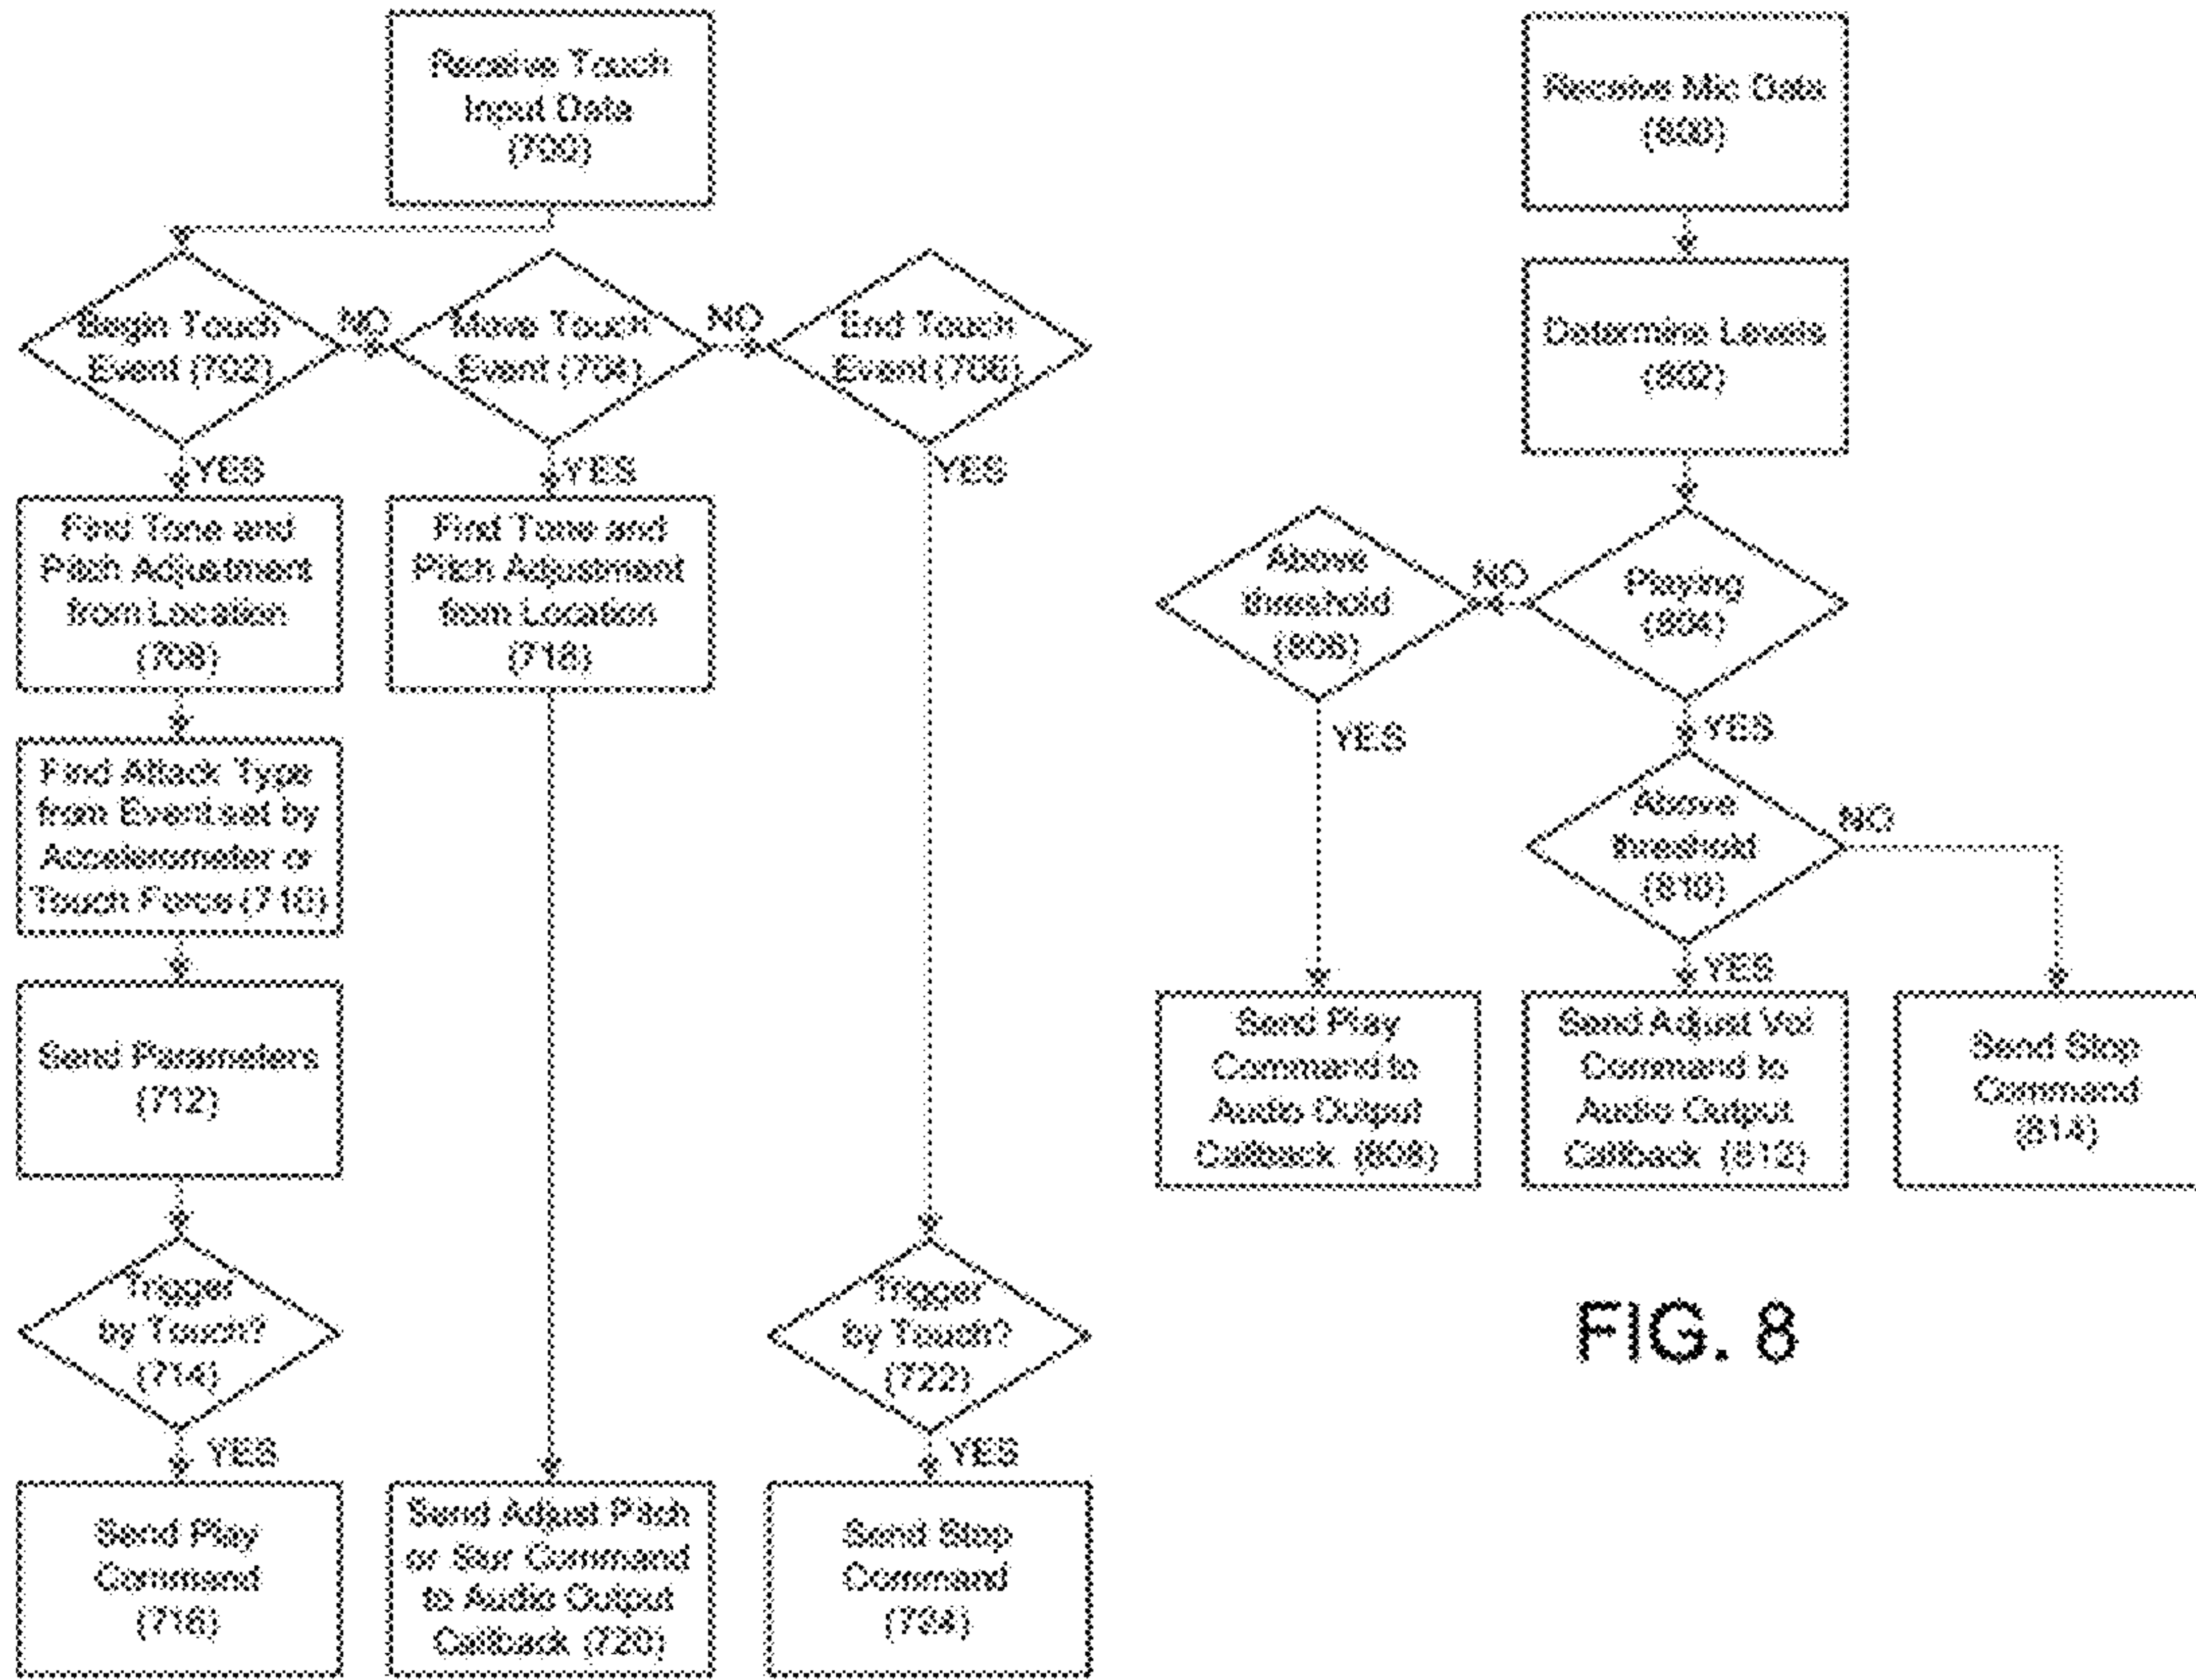 Receive Touch
Input Data
(700)
Begin Touch
Event (702)
NO
Move Touch
Event (704)
NO
End Touch
Event (706)
YES
YES
YES
Find Tone and
Pitch Adjustment
from Location
(708)
Find Tone and
Pitch Adjustment
from Location
(718)
Find Attack Type
from Event set by
Accelerometer or
Touch Force (710)
Send Parameters
(712)
Trigger
by Touch?
(714)
Trigger
by Touch?
(722)
YES
YES
Send Play
Command
(716)
Send Adjust Pitch
or Slur Command
to Audio Output
Callback (720)
Send Stop
Command
(734)
Receive Mic Data
(800)
Determine Levels
(802)
Playing
(804)
NO
Above
threshold
(806)
YES
YES
Above
threshold
(810)
NO
YES
Send Play
Command to
Audio Output
Callback (808)
Send Adjust Vol
Command to
Audio Output
Callback (812)
Send Stop
Command
(814)
FIG. 8